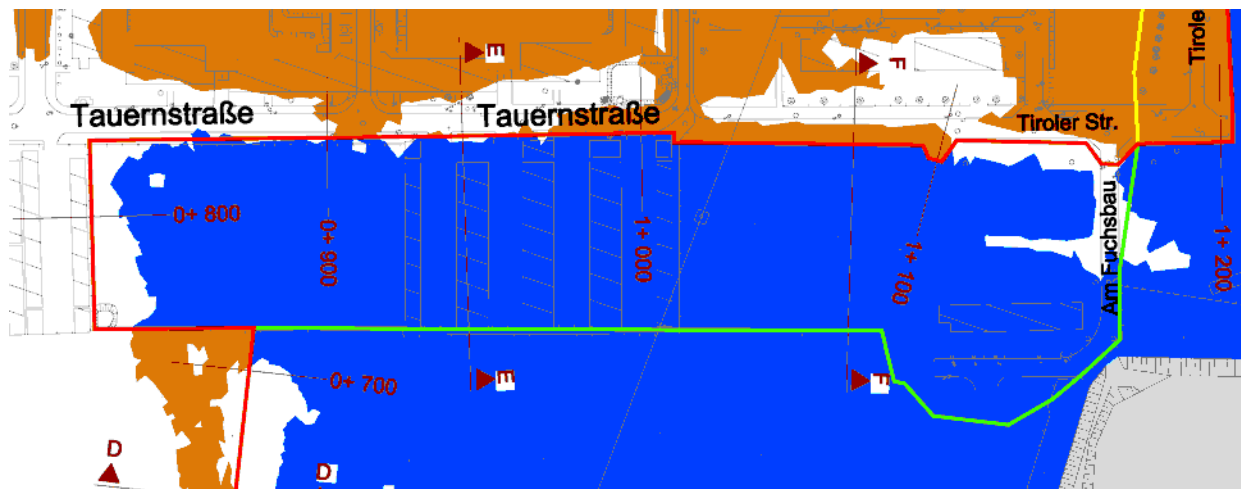 E
F
Tirole
Tauernstraße
Tauernstraße
Tiroler Str.
0+ 800
0+ 900
1+ 000
1+ 100
Am Fuchsbau
1+ 200
0+ 700
E
F
D
D